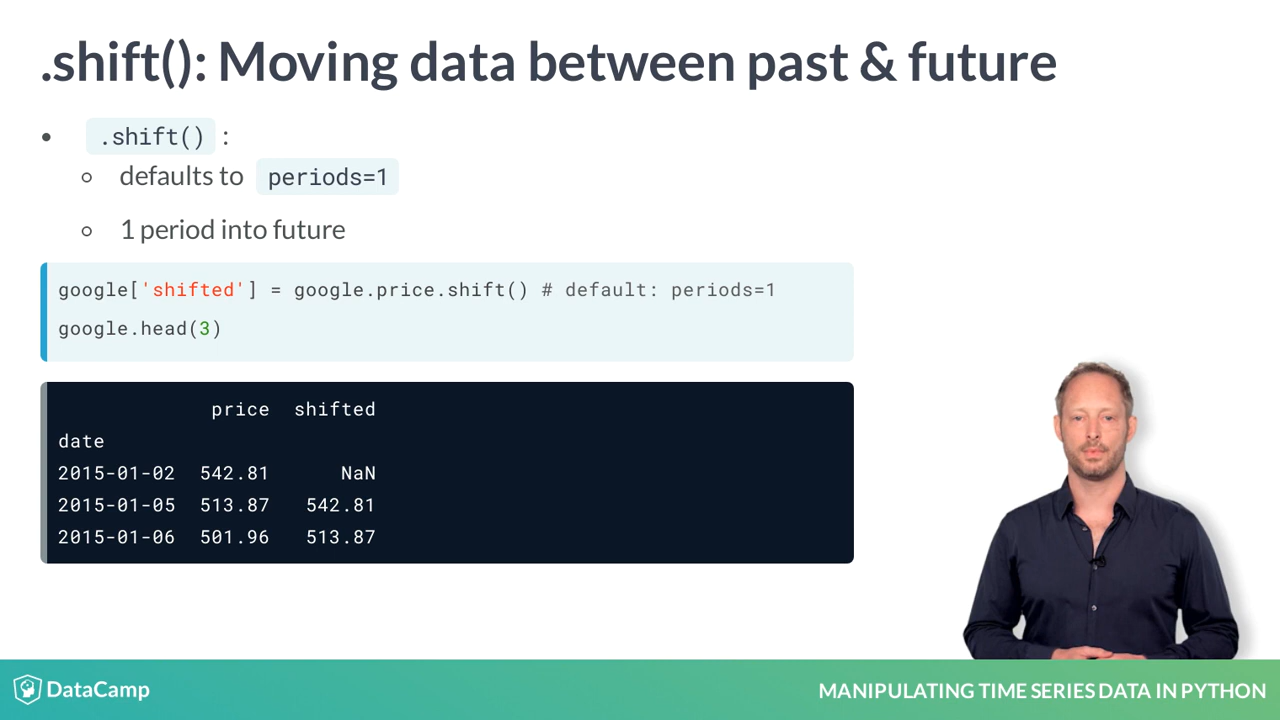 .shift(): Moving data between past & future
.shift() :
defaults to periods=1
1 period into future
google['shifted'] = google.price.shift() # default: periods=1
google.head(3)
price shifted
date
2015-01-02 542.81 NaN
2015-01-05 513.87 542.81
2015-01-06 501.96 513.87
DataCamp
MANIPULATING TIME SERIES DATA IN PYTHON